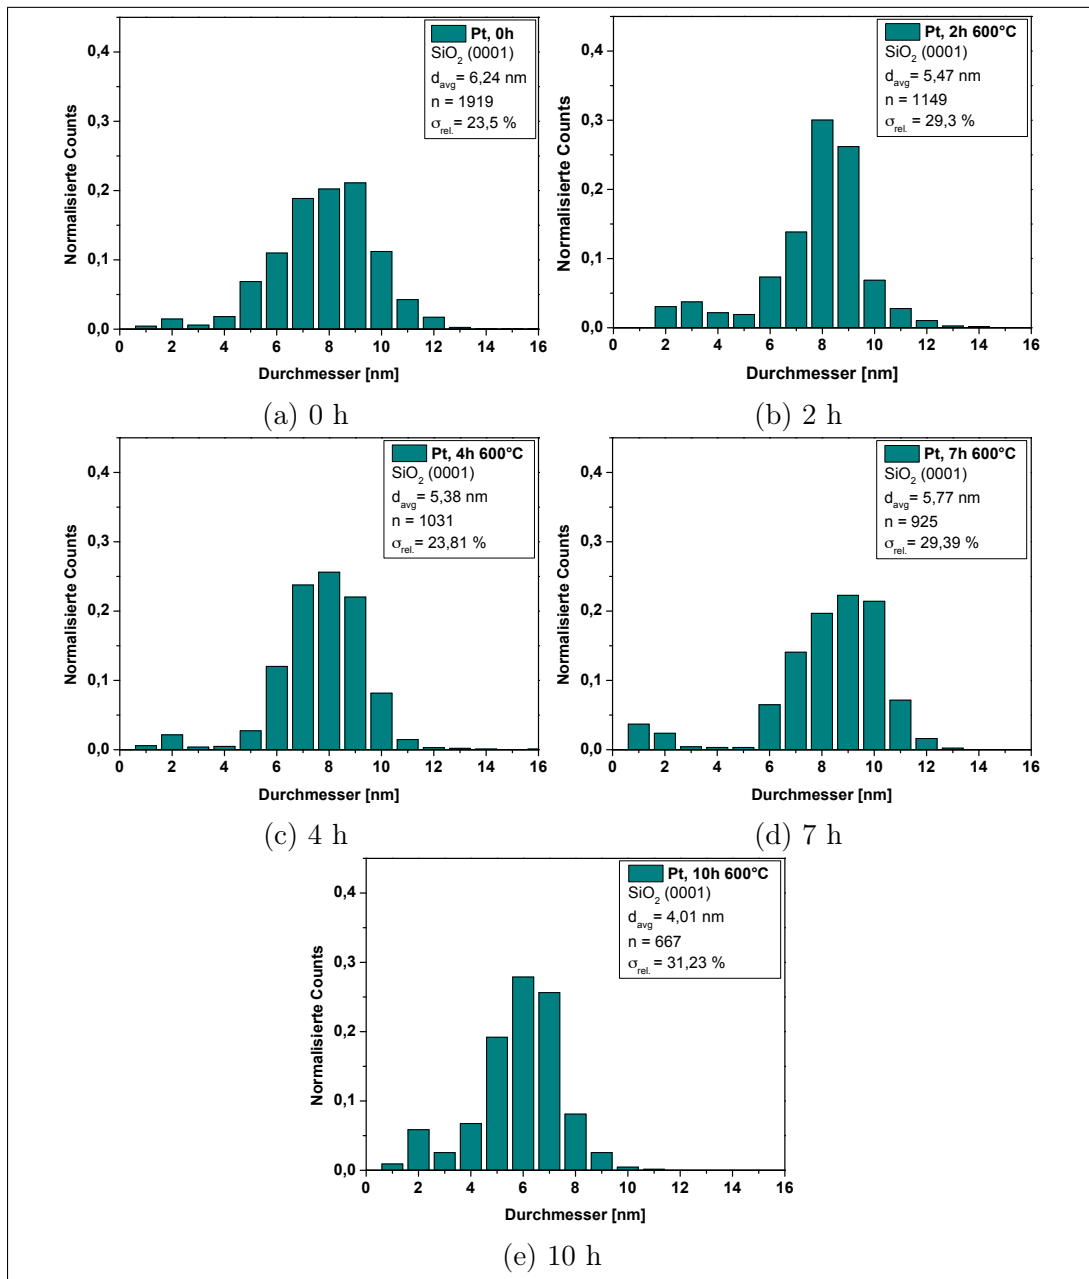 Pt, 0h
SiO2 (0001)
davg= 6,24 nm
n = 1919
σrel.= 23,5 %
0,4
0,3
0,2
0,1
0,0
Normalisierte Counts
0 2 4 6 8 10 12 14 16
Durchmesser [nm]
(a) 0 h
Pt, 2h 600°C
SiO2 (0001)
davg= 5,47 nm
n = 1149
σrel.= 29,3 %
0,4
0,3
0,2
0,1
0,0
Normalisierte Counts
0 2 4 6 8 10 12 14 16
Durchmesser [nm]
(b) 2 h
Pt, 4h 600°C
SiO2 (0001)
davg= 5,38 nm
n = 1031
σrel.= 23,81 %
0,4
0,3
0,2
0,1
0,0
Normalisierte Counts
0 2 4 6 8 10 12 14 16
Durchmesser [nm]
(c) 4 h
Pt, 7h 600°C
SiO2 (0001)
davg= 5,77 nm
n = 925
σrel.= 29,39 %
0,4
0,3
0,2
0,1
0,0
Normalisierte Counts
0 2 4 6 8 10 12 14 16
Durchmesser [nm]
(d) 7 h
Pt, 10h 600°C
SiO2 (0001)
davg= 4,01 nm
n = 667
σrel.= 31,23 %
0,4
0,3
0,2
0,1
0,0
Normalisierte Counts
0 2 4 6 8 10 12 14 16
Durchmesser [nm]
(e) 10 h